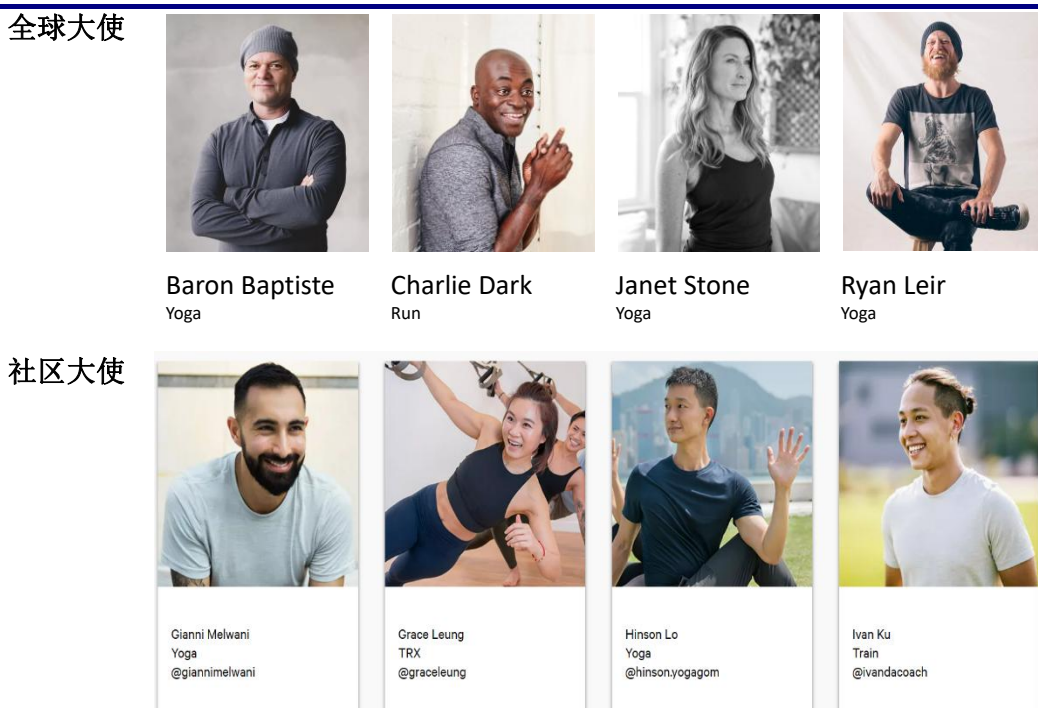 全球大使
Baron Baptiste
Yoga
Charlie Dark
Run
Janet Stone
Yoga
Ryan Leir
Yoga
社区大使
Gianni Melwani
Yoga
@giannimelwani
Grace Leung
TRX
@graceleung
Hinson Lo
Yoga
@hinson.yogagom
Ivan Ku
Train
@ivandacoach